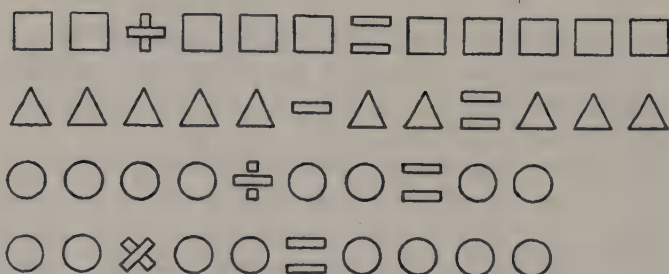 □ □ + □ □ □ = □ □ □ □ □
△ △ △ △ △ − △ △ = △ △ △
○ ○ ○ ○ ÷ ○ ○ = ○ ○
○ ○ × ○ ○ = ○ ○ ○ ○